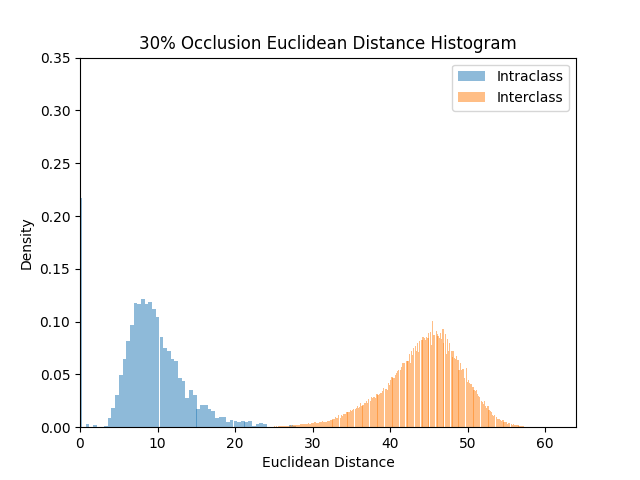 30% Occlusion Euclidean Distance Histogram
0.35
0.30
0.25
0.20
0.15
0.10
0.05
0.00
Density
Intraclass
Interclass
0 10 20 30 40 50 60
Euclidean Distance